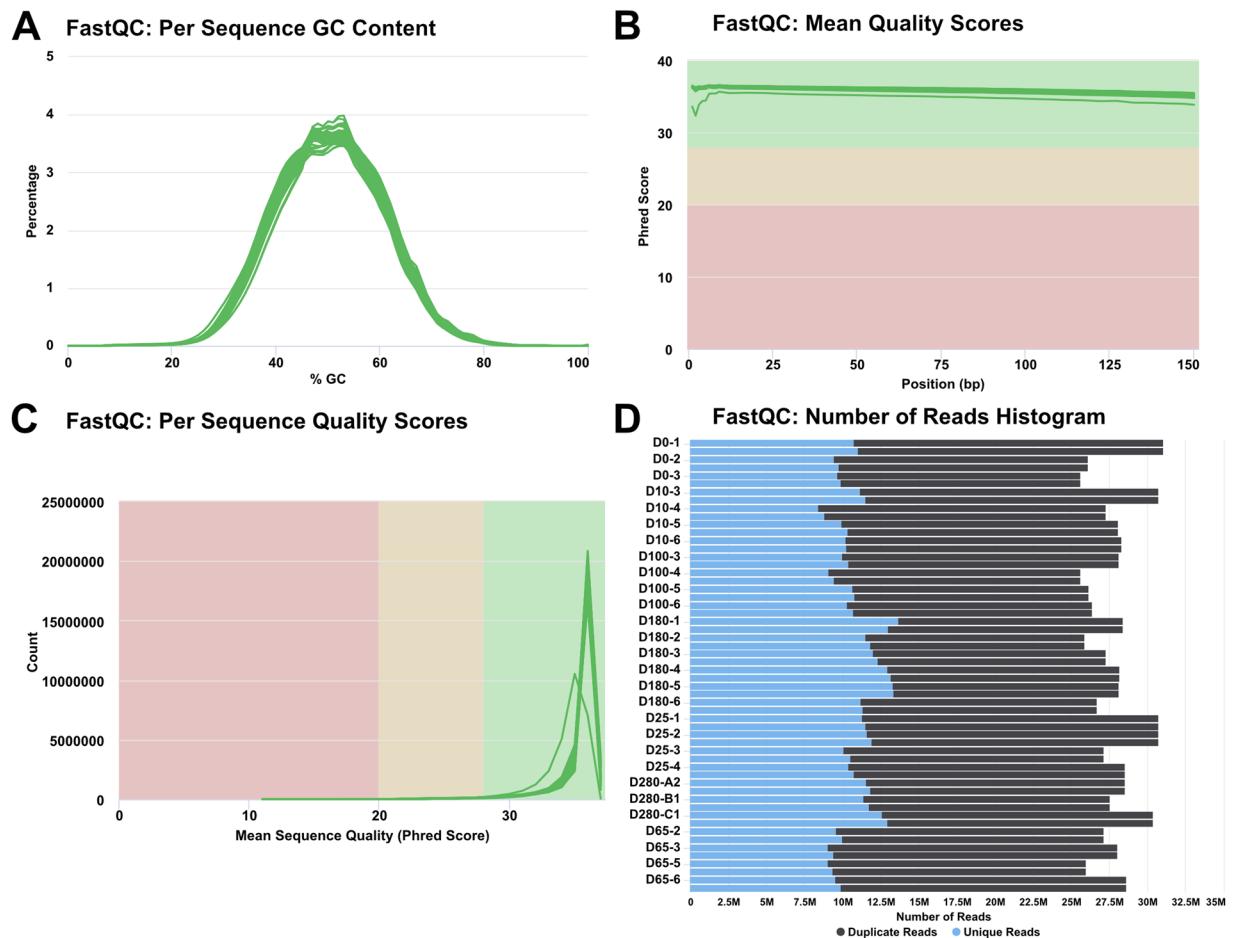 A FastQC: Per Sequence GC Content
5
4
3
2
1
0
Percentage
0 20 40 60 80 100
% GC
B FastQC: Mean Quality Scores
40
30
20
10
0
Phred Score
0 25 50 75 100 125 150
Position (bp)
C FastQC: Per Sequence Quality Scores
25000000
20000000
15000000
10000000
5000000
0
Count
0 10 20 30
Mean Sequence Quality (Phred Score)
D FastQC: Number of Reads Histogram
D0-1
D0-2
D0-3
D10-3
D10-4
D10-5
D10-6
D100-3
D100-4
D100-5
D100-6
D180-1
D180-2
D180-3
D180-4
D180-5
D180-6
D25-1
D25-2
D25-3
D25-4
D280-A2
D280-B1
D280-C1
D65-2
D65-3
D65-5
D65-6
0 2.5M 5M 7.5M 10M 12.5M 15M 17.5M 20M 22.5M 25M 27.5M 30M 32.5M 35M
Number of Reads
Duplicate Reads Unique Reads